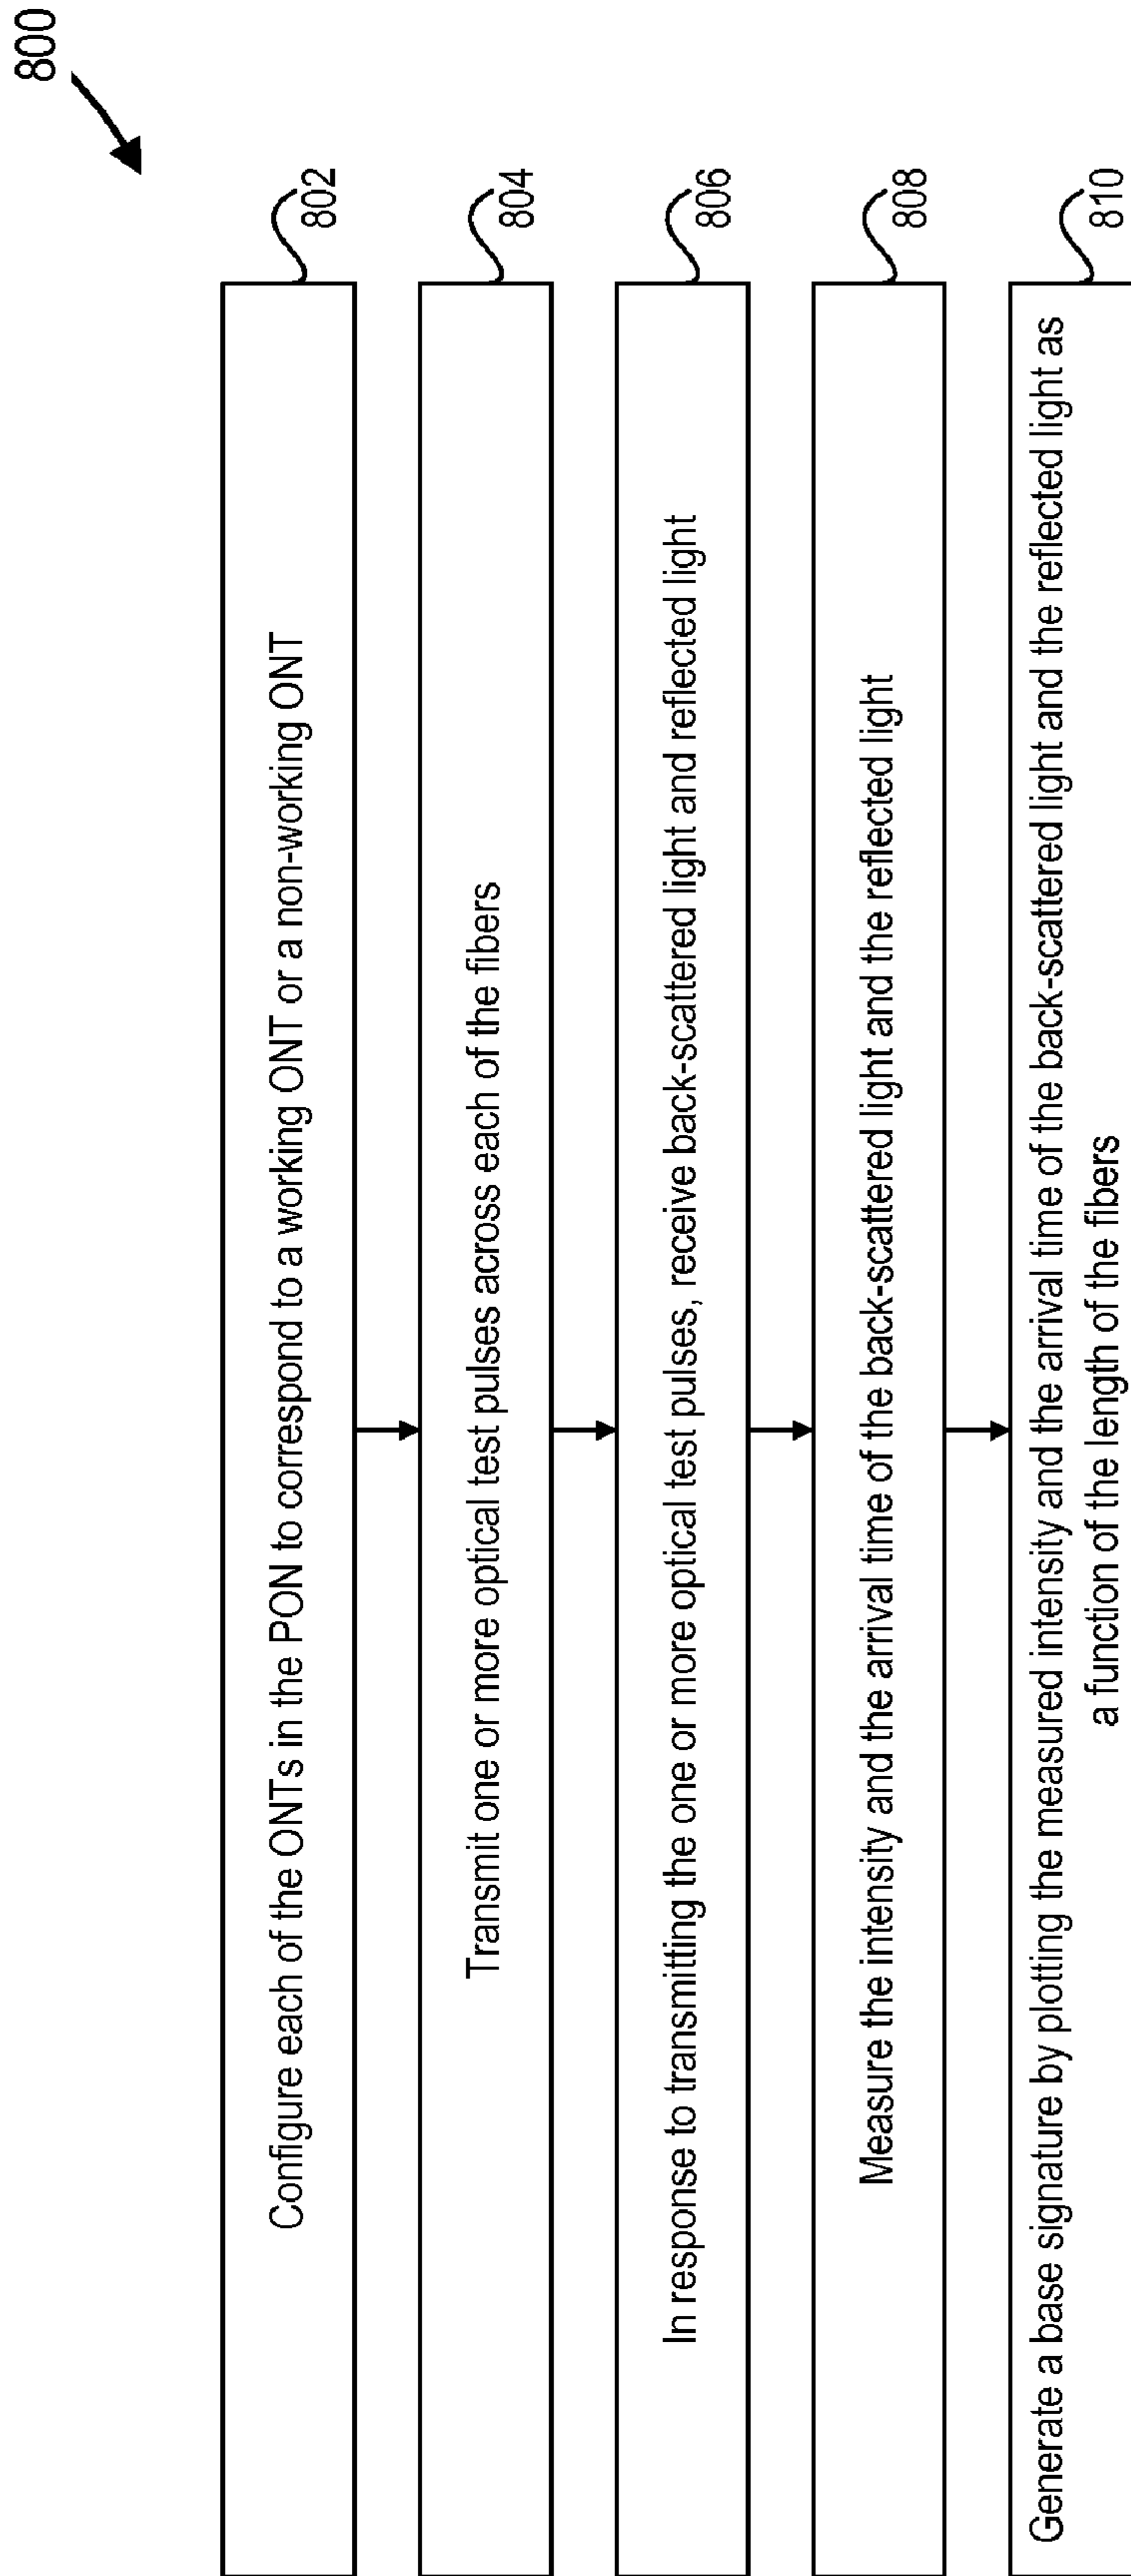 800
Configure each of the ONTs in the PON to correspond to a working ONT or a non-working ONT
802
Transmit one or more optical test pulses across each of the fibers
804
In response to transmitting the one or more optical test pulses, receive back-scattered light and reflected light
806
Measure the intensity and the arrival time of the back-scattered light and the reflected light
808
Generate a base signature by plotting the measured intensity and the arrival time of the back-scattered light and the reflected light as
a function of the length of the fibers
810